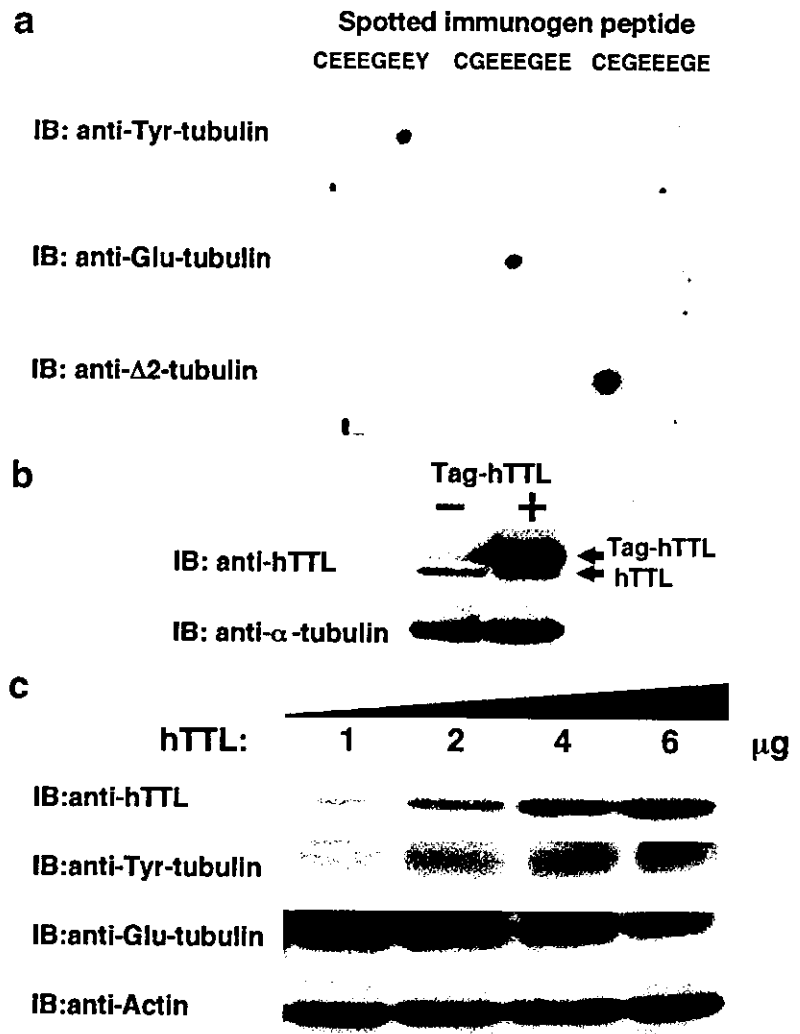 a
Spotted immunogen peptide
CEEEGEEY CGEEEGEE CEGEEEGE
IB: anti-Tyr-tubulin
IB: anti-Glu-tubulin
IB: anti-Δ2-tubulin
b
Tag-hTTL
− +
IB: anti-hTTL
Tag-hTTL
hTTL
IB: anti-α-tubulin
c
hTTL: 1 2 4 6 μg
IB:anti-hTTL
IB:anti-Tyr-tubulin
IB:anti-Glu-tubulin
IB:anti-Actin